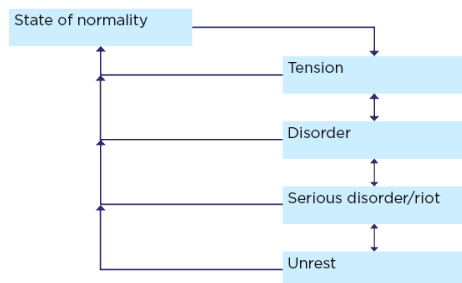 State of normality
Tension
Disorder
Serious disorder/riot
Unrest